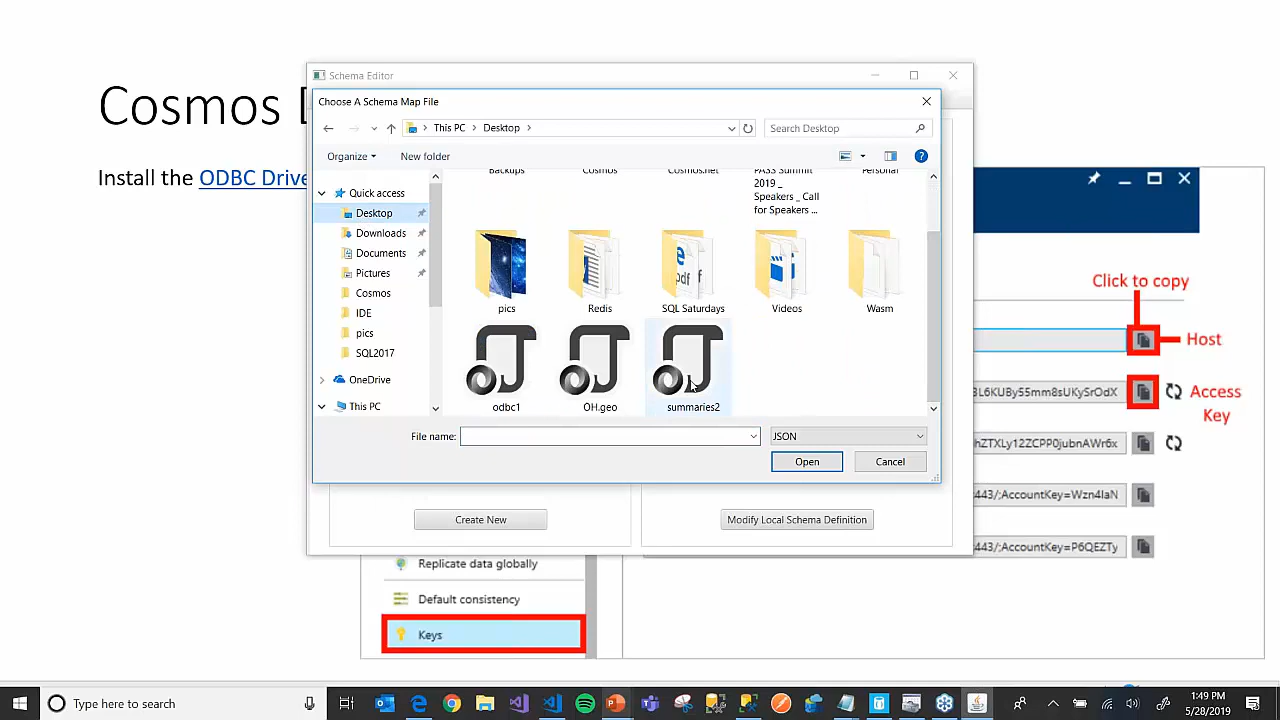 Cosmos
Install the ODBC Drive
Schema Editor
Choose A Schema Map File
This PC
Desktop
Search Desktop
Organize
New folder
Quick access
Desktop
Downloads
Documents
Pictures
Cosmos
IDE
pics
SQL2017
OneDrive
This PC
Backups
Cosmos
Cosmos.net
PASS Summit
2019 _
Speakers _ Call
for Speakers ...
Personal
pics
Redis
SQL Saturdays
Videos
Wasm
odbc1
OH.geo
summaries2
File name:
JSON
Open
Cancel
Create New
Modify Local Schema Definition
Click to copy
Host
3L6KUBy55mm8sUKySrOdX
Access
Key
hZTXLy12ZCPP0jubnAWr6x
443/;AccountKey=Wzn4laN
443/;AccountKey=P6QEZTy
Replicate data globally
Default consistency
Keys
Type here to search
1:49 PM
5/28/2019